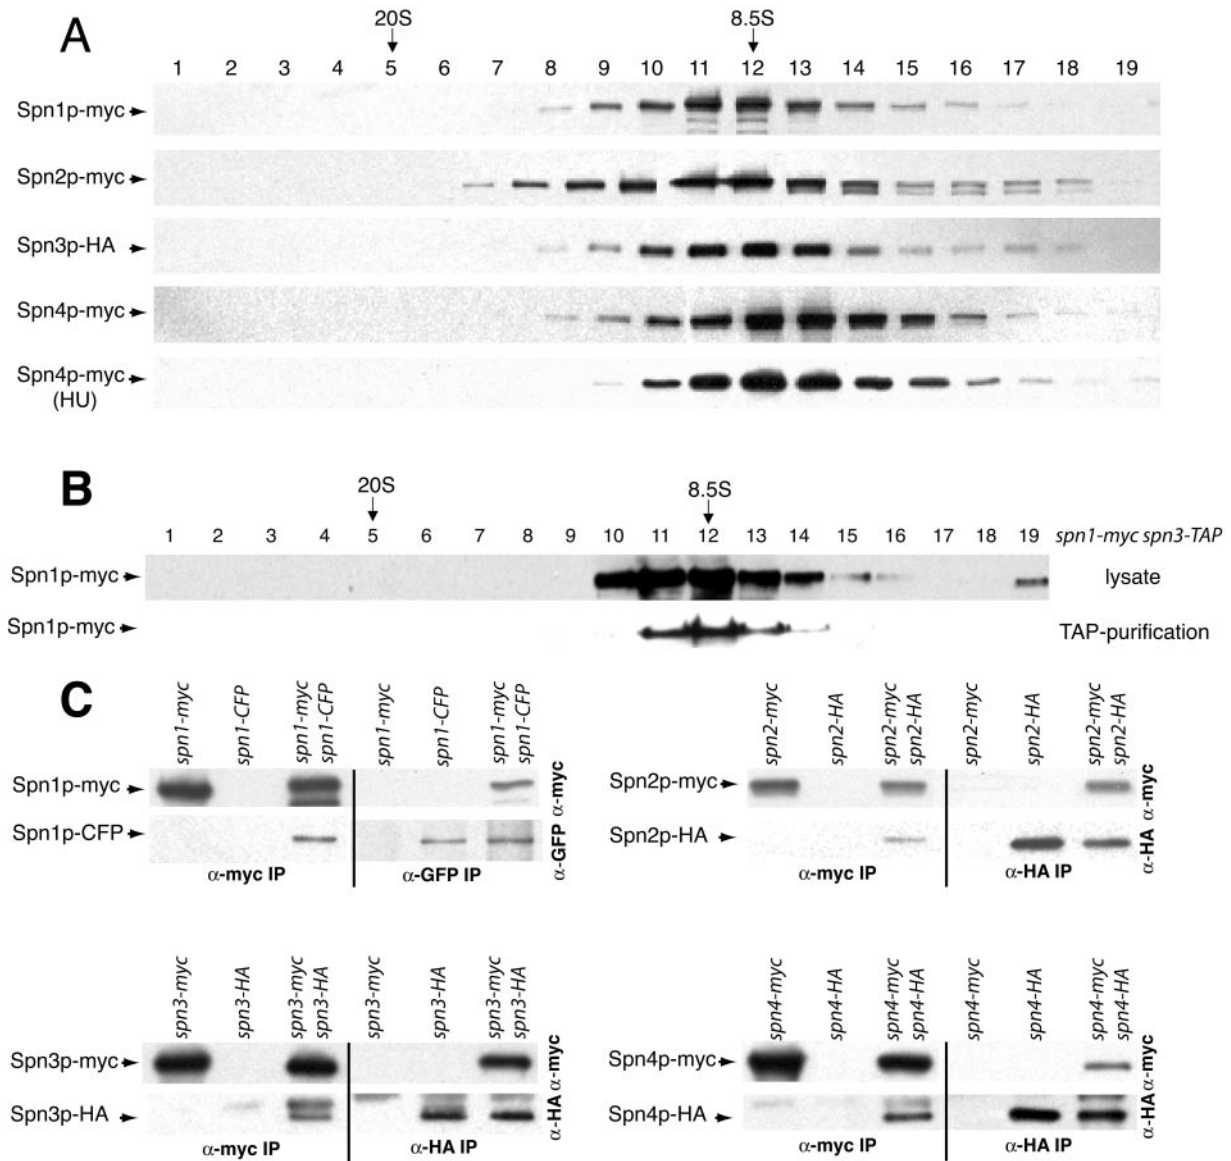 A
20S 8.5S
1 2 3 4 5 6 7 8 9 10 11 12 13 14 15 16 17 18 19
Spn1p-myc
Spn2p-myc
Spn3p-HA
Spn4p-myc
Spn4p-myc
(HU)
B
20S 8.5S
1 2 3 4 5 6 7 8 9 10 11 12 13 14 15 16 17 18 19 spn1-myc spn3-TAP
Spn1p-myc lysate
Spn1p-myc TAP-purification
C
spn1-myc
spn1-CFP
spn1-myc
spn1-CFP
spn1-myc
spn1-CFP
spn1-myc
spn1-CFP
Spn1p-myc
α-myc
Spn1p-CFP
α-GFP
α-myc IP α-GFP IP
spn2-myc
spn2-HA
spn2-myc
spn2-HA
spn2-myc
spn2-HA
spn2-myc
spn2-HA
Spn2p-myc
α-myc
Spn2p-HA
α-HA
α-myc IP α-HA IP
spn3-myc
spn3-HA
spn3-myc
spn3-HA
spn3-myc
spn3-HA
spn3-myc
spn3-HA
Spn3p-myc
α-myc
Spn3p-HA
α-HA
α-myc IP α-HA IP
spn4-myc
spn4-HA
spn4-myc
spn4-HA
spn4-myc
spn4-HA
spn4-myc
spn4-HA
Spn4p-myc
α-myc
Spn4p-HA
α-HA
α-myc IP α-HA IP